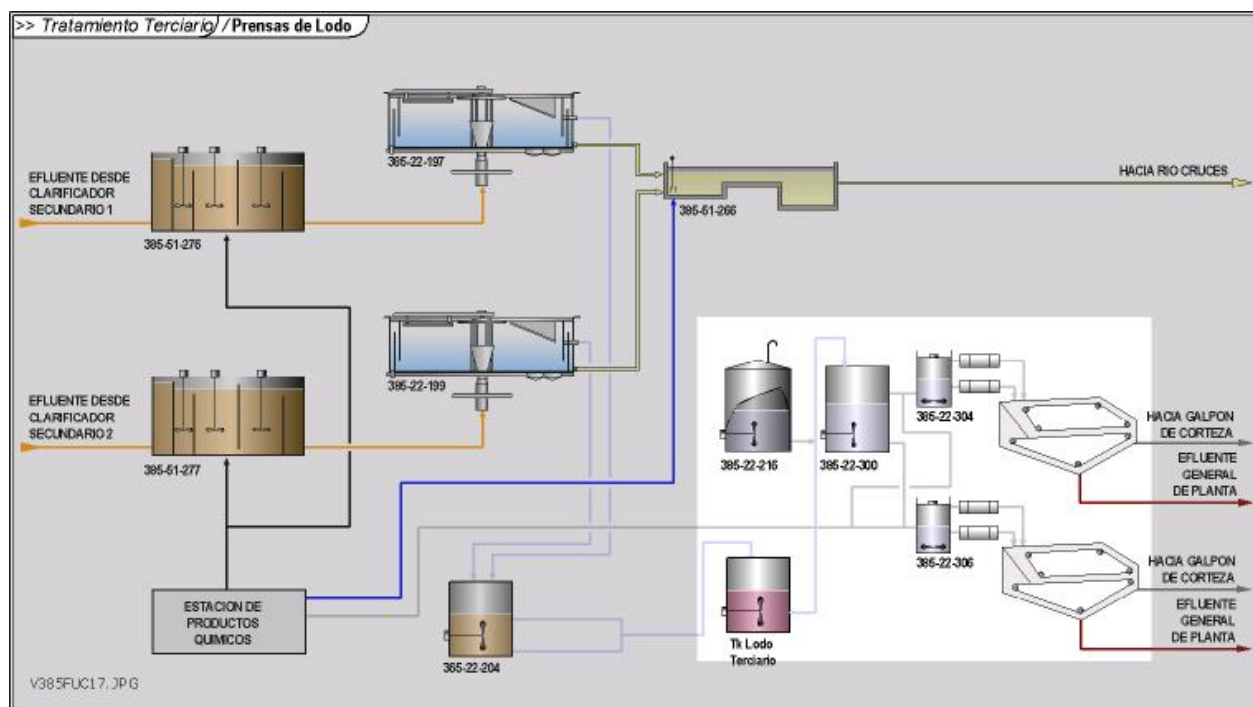 >> Tratamiento Terciario / Prensas de Lodo
385-22-197
EFLUENTE DESDE
CLARIFICADOR
SECUNDARIO 1
385-51-276
HACIA RIO CRUCES
385-51-266
385-22-199
EFLUENTE DESDE
CLARIFICADOR
SECUNDARIO 2
385-51-277
385-22-216
385-22-300
385-22-304
HACIA GALPON
DE CORTEZA
EFLUENTE
GENERAL
DE PLANTA
385-22-306
HACIA GALPON
DE CORTEZA
EFLUENTE
GENERAL
DE PLANTA
ESTACION DE
PRODUCTOS
QUIMICOS
385-22-204
Tk Lodo
Terciario
V385FUC17.JPG